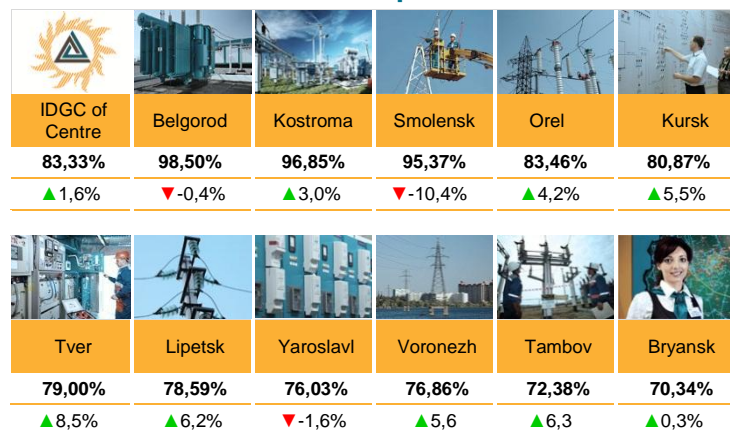 IDGC of
Centre
Belgorod
Kostroma
Smolensk
Orel
Kursk
83,33%
98,50%
96,85%
95,37%
83,46%
80,87%
▲1,6%
▼-0,4%
▲3,0%
▼-10,4%
▲4,2%
▲5,5%
Tver
Lipetsk
Yaroslavl
Voronezh
Tambov
Bryansk
79,00%
78,59%
76,03%
76,86%
72,38%
70,34%
▲8,5%
▲6,2%
▼-1,6%
▲5,6
▲6,3
▲0,3%